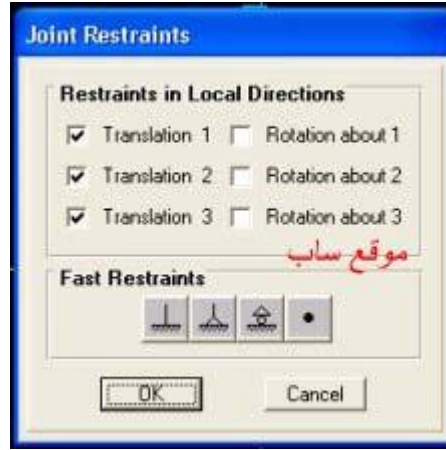 Joint Restraints
Restraints in Local Directions
Translation 1 Rotation about 1
Translation 2 Rotation about 2
Translation 3 Rotation about 3
موقع ساب
Fast Restraints
OK Cancel